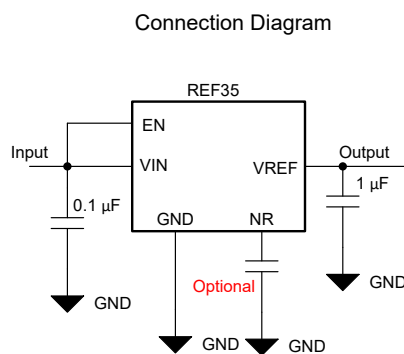 Connection Diagram
REF35
EN
Input
VIN
VREF
Output
0.1 µF
1 µF
GND
NR
Optional
GND
GND
GND
GND